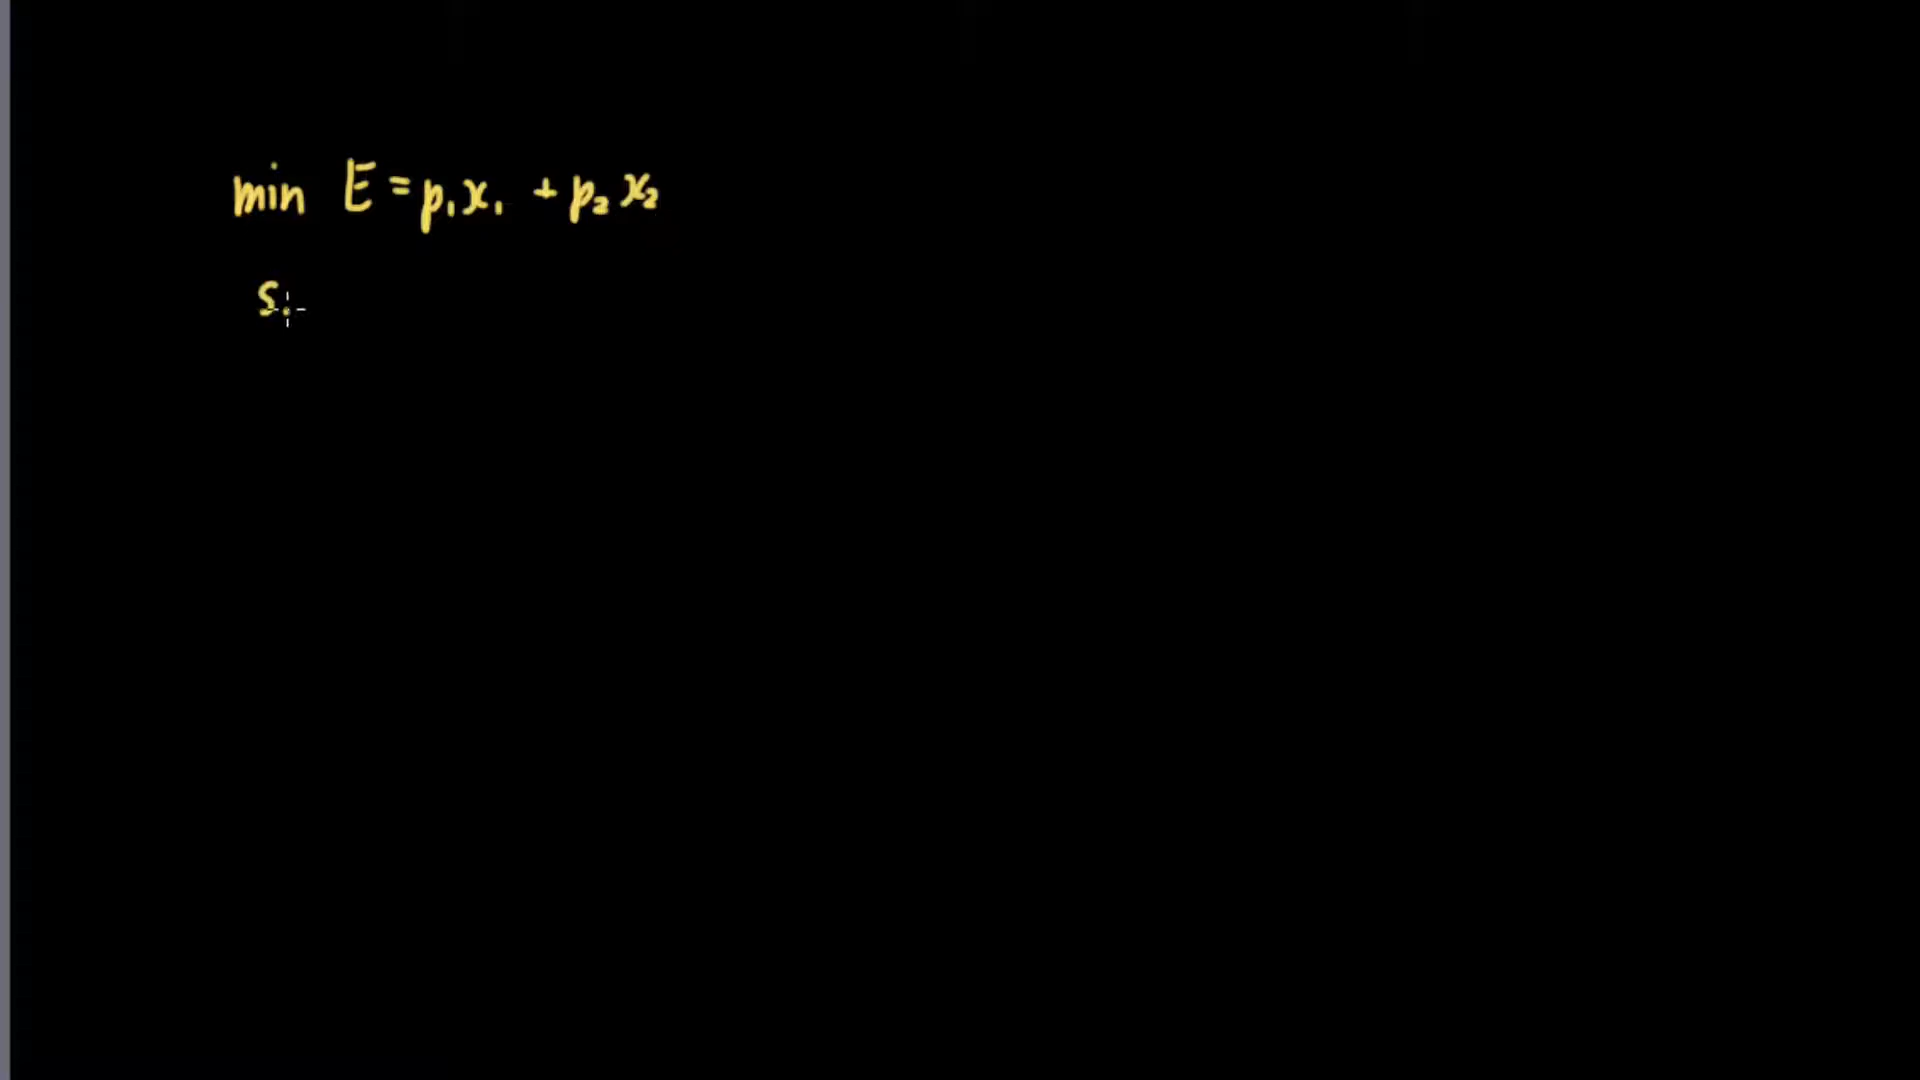 min E = p₁x₁ + p₂x₂
s.